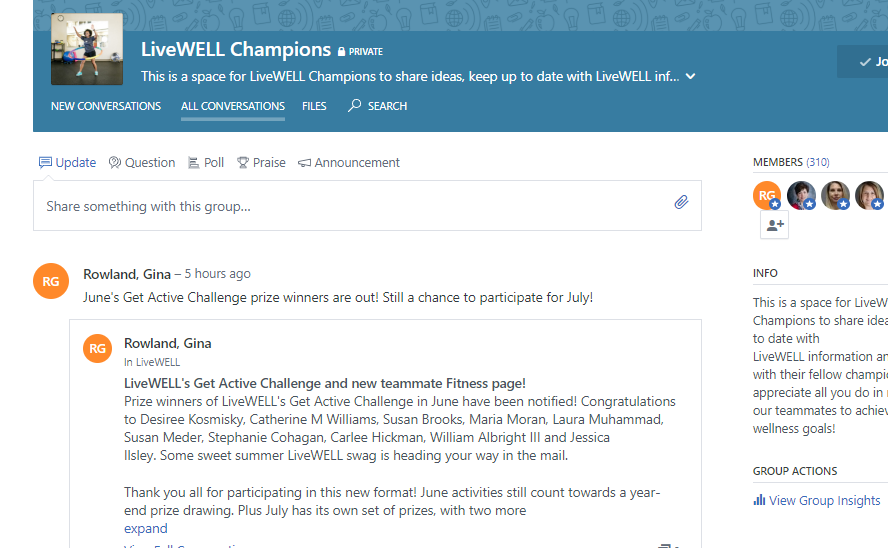 LiveWELL Champions PRIVATE
This is a space for LiveWELL Champions to share ideas, keep up to date with LiveWELL inf...
NEW CONVERSATIONS ALL CONVERSATIONS FILES SEARCH
Update Question Poll Praise Announcement
Share something with this group...
RG
Rowland, Gina – 5 hours ago
June's Get Active Challenge prize winners are out! Still a chance to participate for July!
RG
Rowland, Gina
In LiveWELL
LiveWELL's Get Active Challenge and new teammate Fitness page!
Prize winners of LiveWELL's Get Active Challenge in June have been notified! Congratulations
to Desiree Kosmisky, Catherine M Williams, Susan Brooks, Maria Moran, Laura Muhammad,
Susan Meder, Stephanie Cohagan, Carlee Hickman, William Albright III and Jessica
Ilsley. Some sweet summer LiveWELL swag is heading your way in the mail.
Thank you all for participating in this new format! June activities still count towards a year-
end prize drawing. Plus July has its own set of prizes, with two more
expand
MEMBERS (310)
RG
INFO
This is a space for LiveW
Champions to share idea
to date with
LiveWELL information an
with their fellow champi
appreciate all you do in
our teammates to achiev
wellness goals!
GROUP ACTIONS
View Group Insights